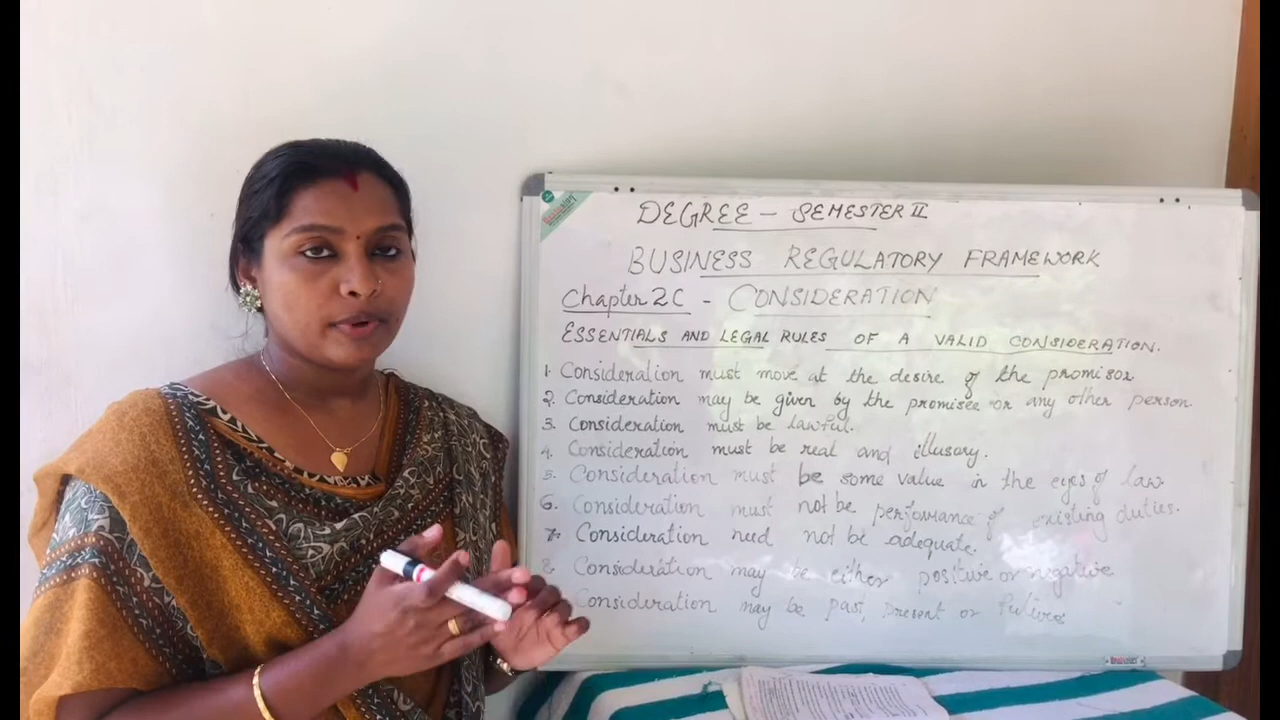 DEGREE - SEMESTER II
BUSINESS REGULATORY FRAMEWORK
Chapter 2C - CONSIDERATION
ESSENTIALS AND LEGAL RULES OF A VALID CONSIDERATION.
1. Consideration must move at the desire of the promisor.
2. Consideration may be given by the promisee or any other person
3. Consideration must be lawful.
4. Consideration must be real and illusory.
5. Consideration must be some value in the eyes of law.
6. Consideration must not be performance of existing duties.
7. Consideration need not be adequate.
8. Consideration may be either positive or negative
Consideration may be past, present or future